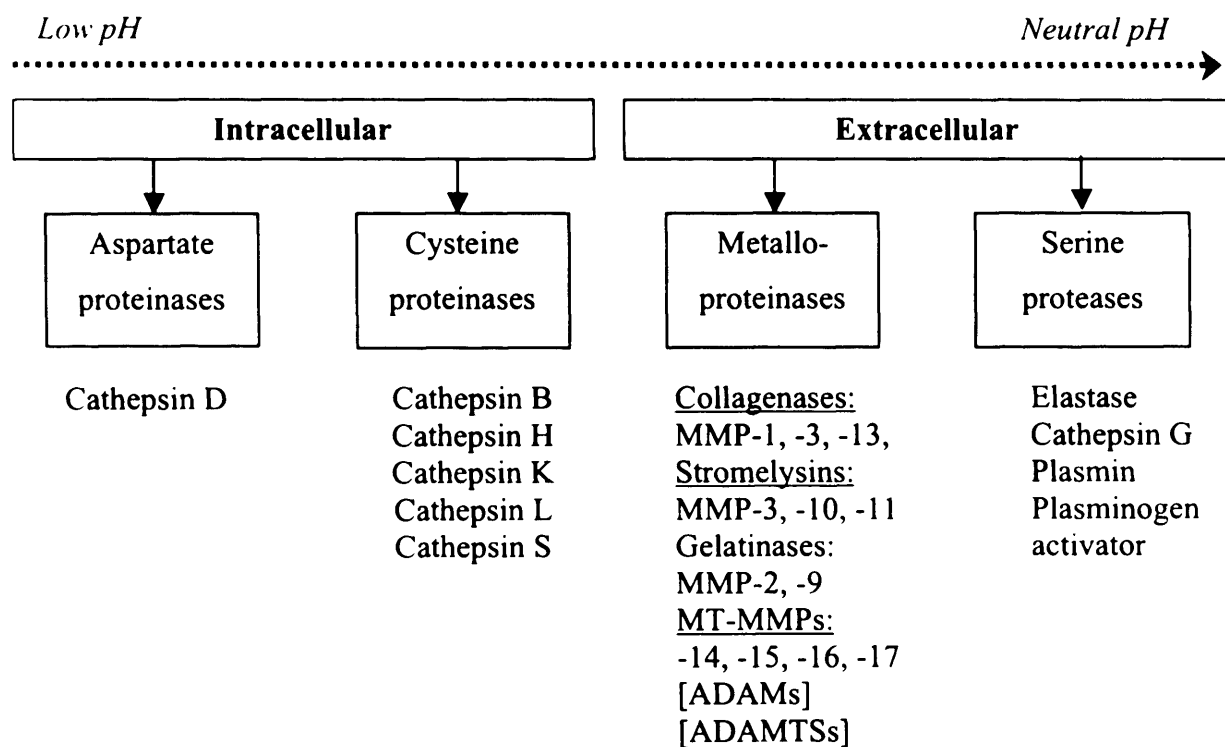 Low pH
Neutral pH
Intracellular
Extracellular
Aspartate
proteinases
Cysteine
proteinases
Metallo-
proteinases
Serine
proteases
Cathepsin D
Cathepsin B
Cathepsin H
Cathepsin K
Cathepsin L
Cathepsin S
Collagenases:
MMP-1, -3, -13,
Stromelysins:
MMP-3, -10, -11
Gelatinases:
MMP-2, -9
MT-MMPs:
-14, -15, -16, -17
[ADAMs]
[ADAMTSs]
Elastase
Cathepsin G
Plasmin
Plasminogen
activator